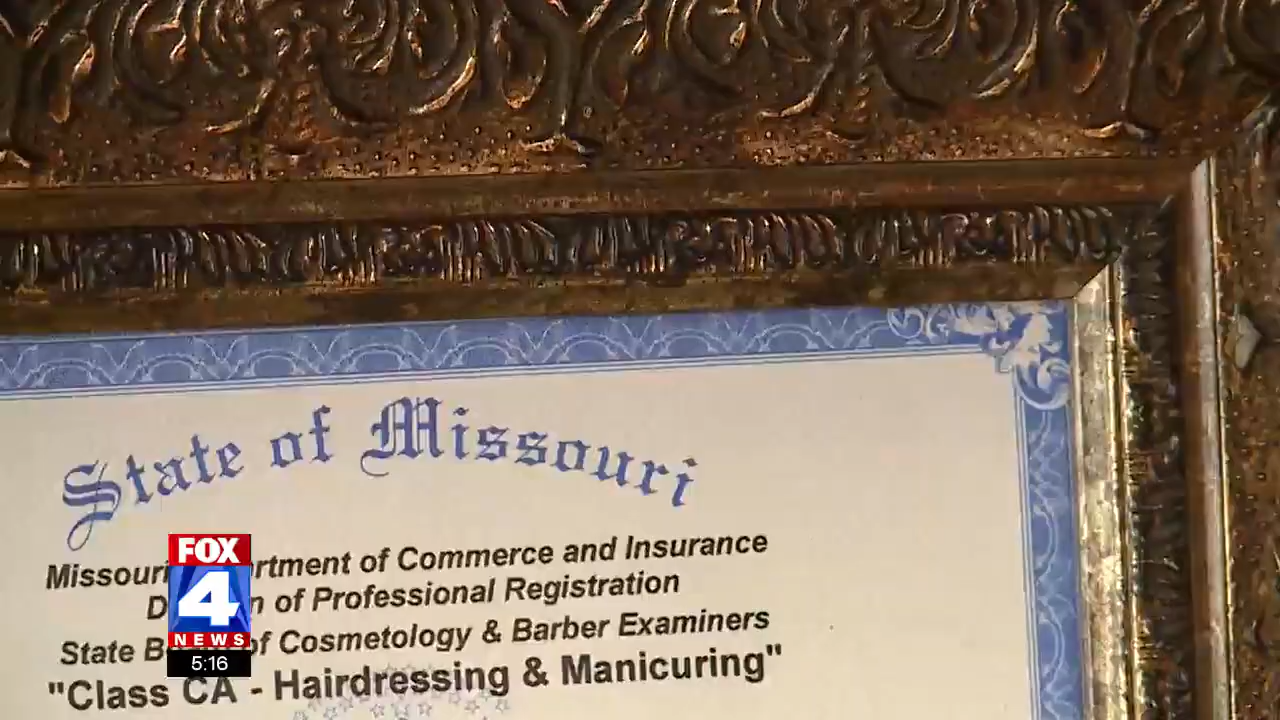 State of Missouri
Missouri rtment of Commerce and Insurance
D n of Professional Registration
State B of Cosmetology & Barber Examiners
"Class CA - Hairdressing & Manicuring"
FOX
4
NEWS
5:16